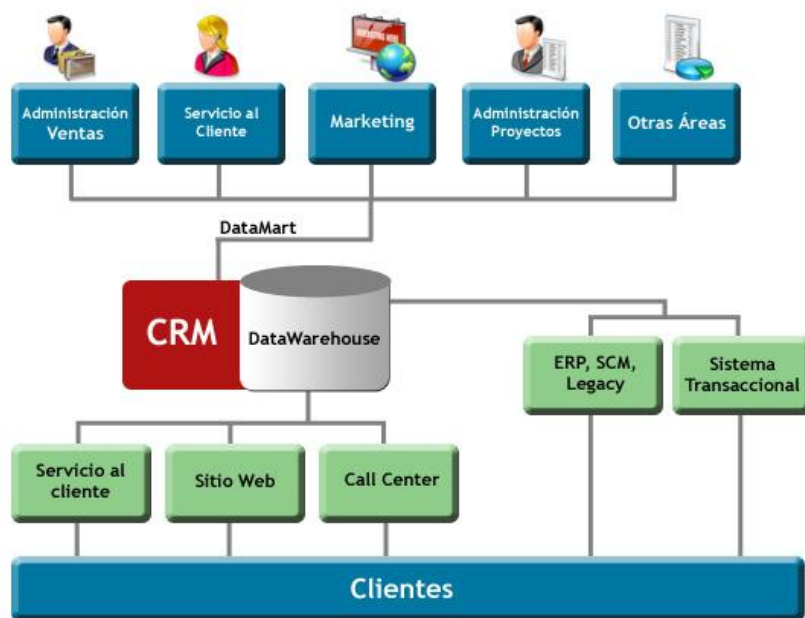 Administración
Ventas
Servicio al
Cliente
Marketing
Administración
Proyectos
Otras Áreas
DataMart
CRM
DataWarehouse
ERP, SCM,
Legacy
Sistema
Transaccional
Servicio al
cliente
Sitio Web
Call Center
Clientes